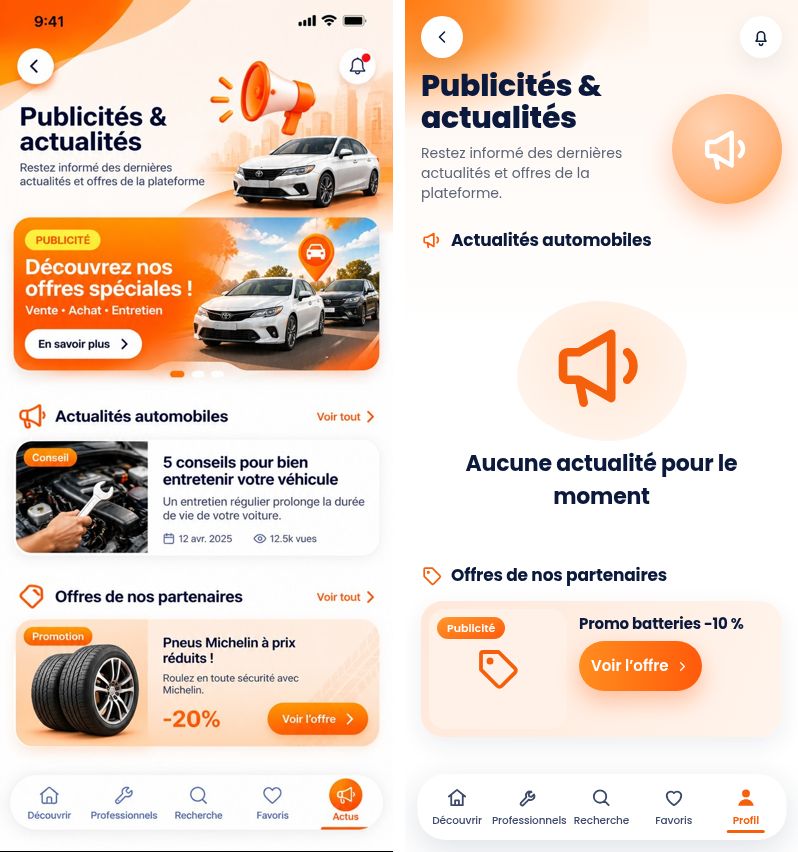 9:41
Publicités &
actualités
Restez informé des dernières
actualités et offres de la plateforme
PUBLICITÉ
Découvrez nos
offres spéciales !
Vente • Achat • Entretien
En savoir plus
Actualités automobiles
Voir tout
Conseil
5 conseils pour bien
entretenir votre véhicule
Un entretien régulier prolonge la durée
de vie de votre voiture.
12 avr. 2025
12.5k vues
Offres de nos partenaires
Voir tout
Promotion
Pneus Michelin à prix
réduits !
Roulez en toute sécurité avec
Michelin.
-20%
Voir l'offre
Découvrir
Professionnels
Recherche
Favoris
Actus
Publicités &
actualités
Restez informé des dernières
actualités et offres de la
plateforme.
Actualités automobiles
Aucune actualité pour le
moment
Offres de nos partenaires
Publicité
Promo batteries -10 %
Voir l'offre
Découvrir
Professionnels
Recherche
Favoris
Profil